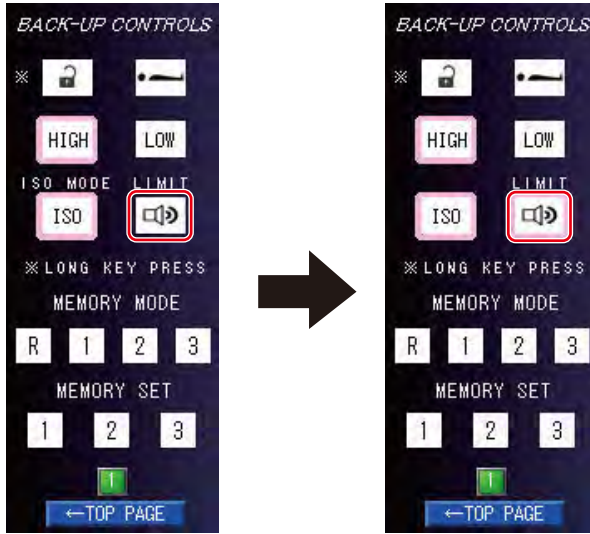 BACK-UP CONTROLS
※
HIGH LOW
ISO MODE LIMIT
ISO
※LONG KEY PRESS
MEMORY MODE
R 1 2 3
MEMORY SET
1 2 3
1
←TOP PAGE
BACK-UP CONTROLS
※
HIGH LOW
LIMIT
ISO
※LONG KEY PRESS
MEMORY MODE
R 1 2 3
MEMORY SET
1 2 3
1
←TOP PAGE